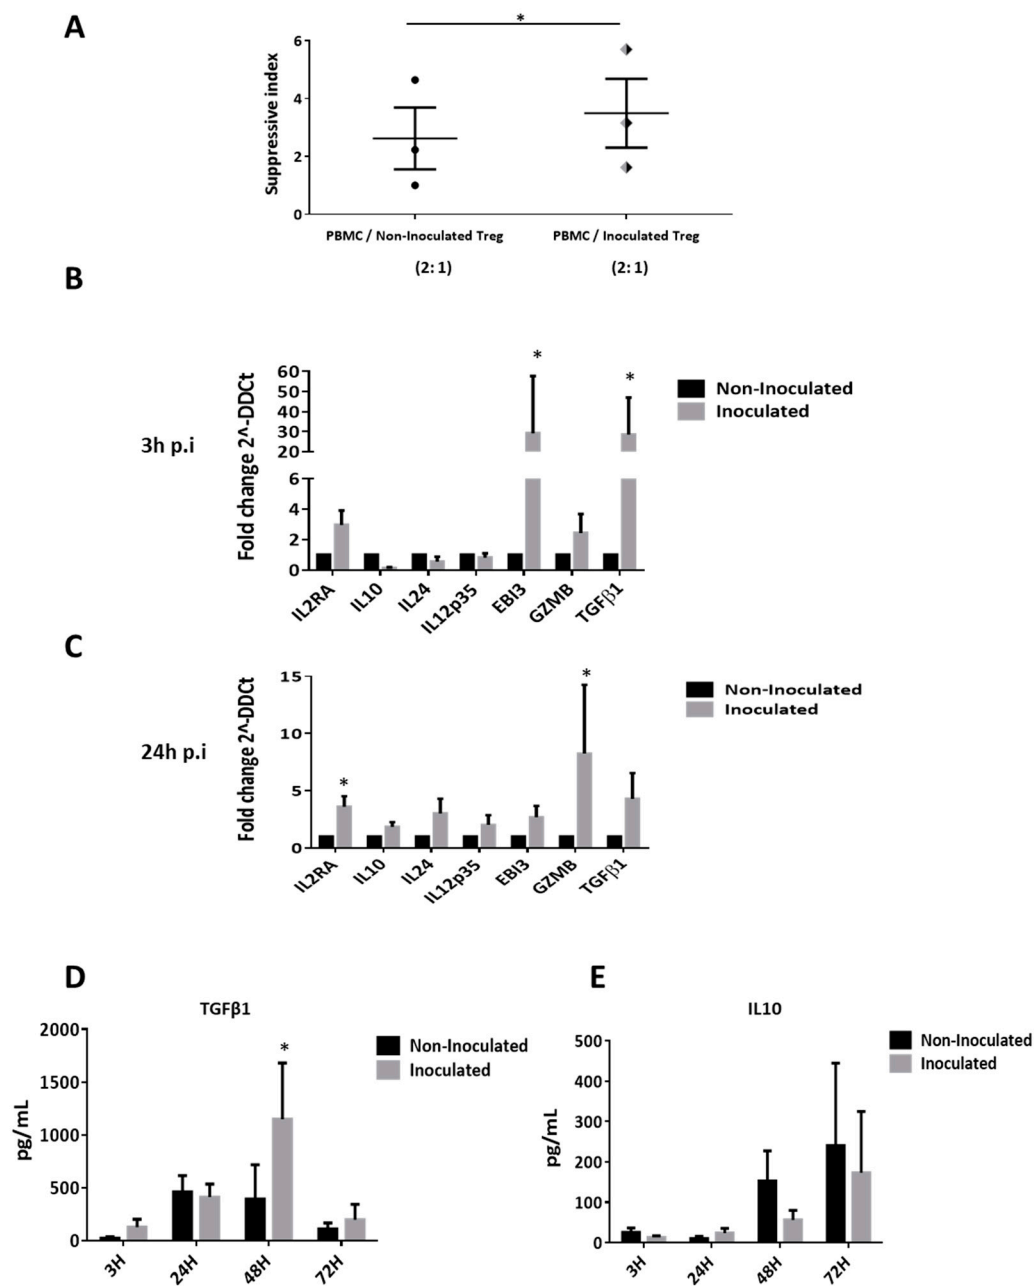 A
*
6
4
2
0
Suppressive index
PBMC / Non-Inoculated Treg
PBMC / Inoculated Treg
(2: 1)
(2: 1)
B
3h p.i
Fold change 2^-DDCt
60
50
40
30
20
6
4
2
0
*
*
Non-Inoculated
Inoculated
IL2RA
IL10
IL24
IL12p35
EBI3
GZMB
TGFβ1
C
24h p.i
Fold change 2^-DDCt
15
10
5
0
*
*
Non-Inoculated
Inoculated
IL2RA
IL10
IL24
IL12p35
EBI3
GZMB
TGFβ1
D
TGFβ1
pg/mL
2000
1500
1000
500
0
*
Non-Inoculated
Inoculated
3H
24H
48H
72H
E
IL10
pg/mL
500
400
300
200
100
0
Non-Inoculated
Inoculated
3H
24H
48H
72H